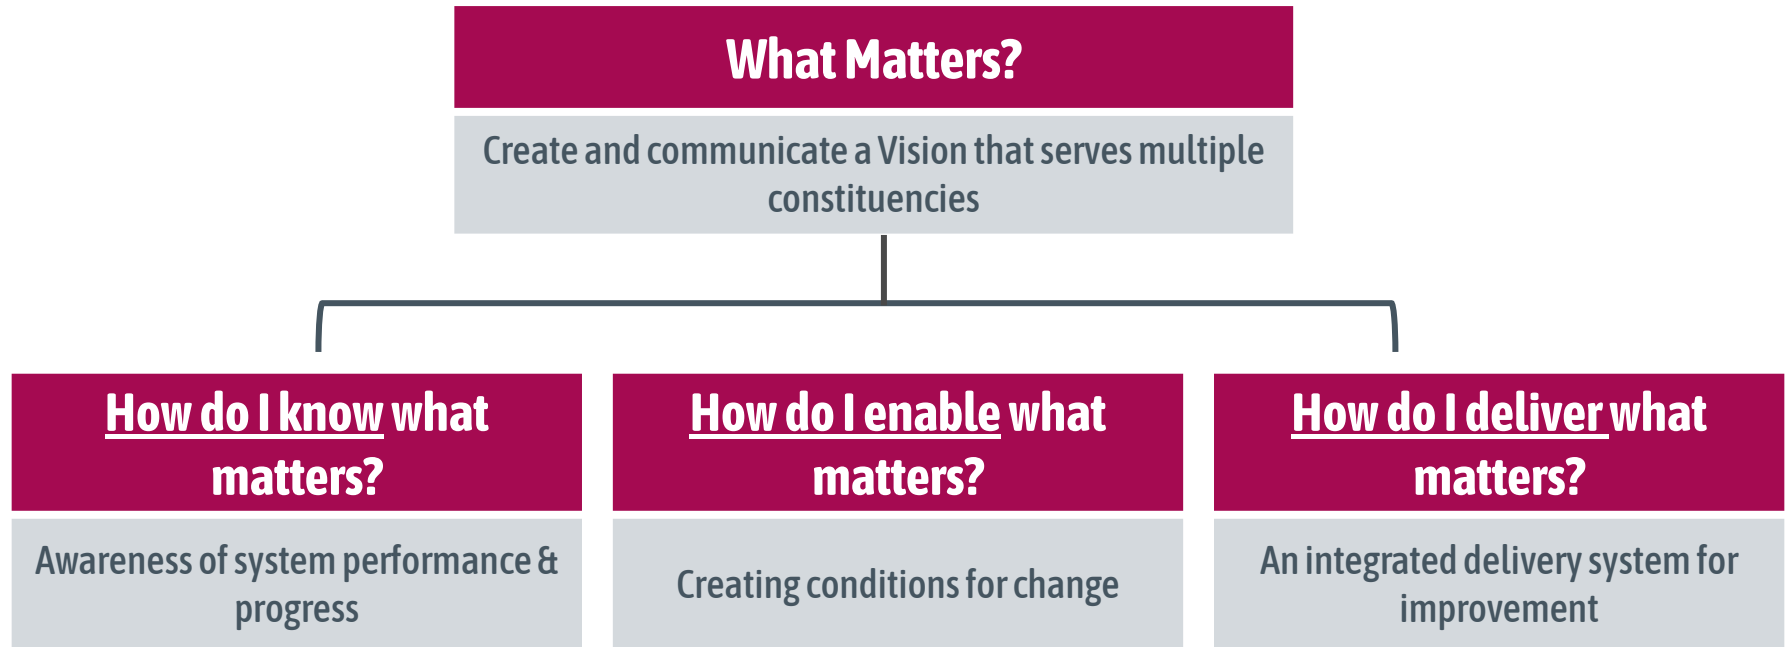 What Matters?
Create and communicate a Vision that serves multiple
constituencies
How do I know what
matters?
Awareness of system performance &
progress
How do I enable what
matters?
Creating conditions for change
How do I deliver what
matters?
An integrated delivery system for
improvement